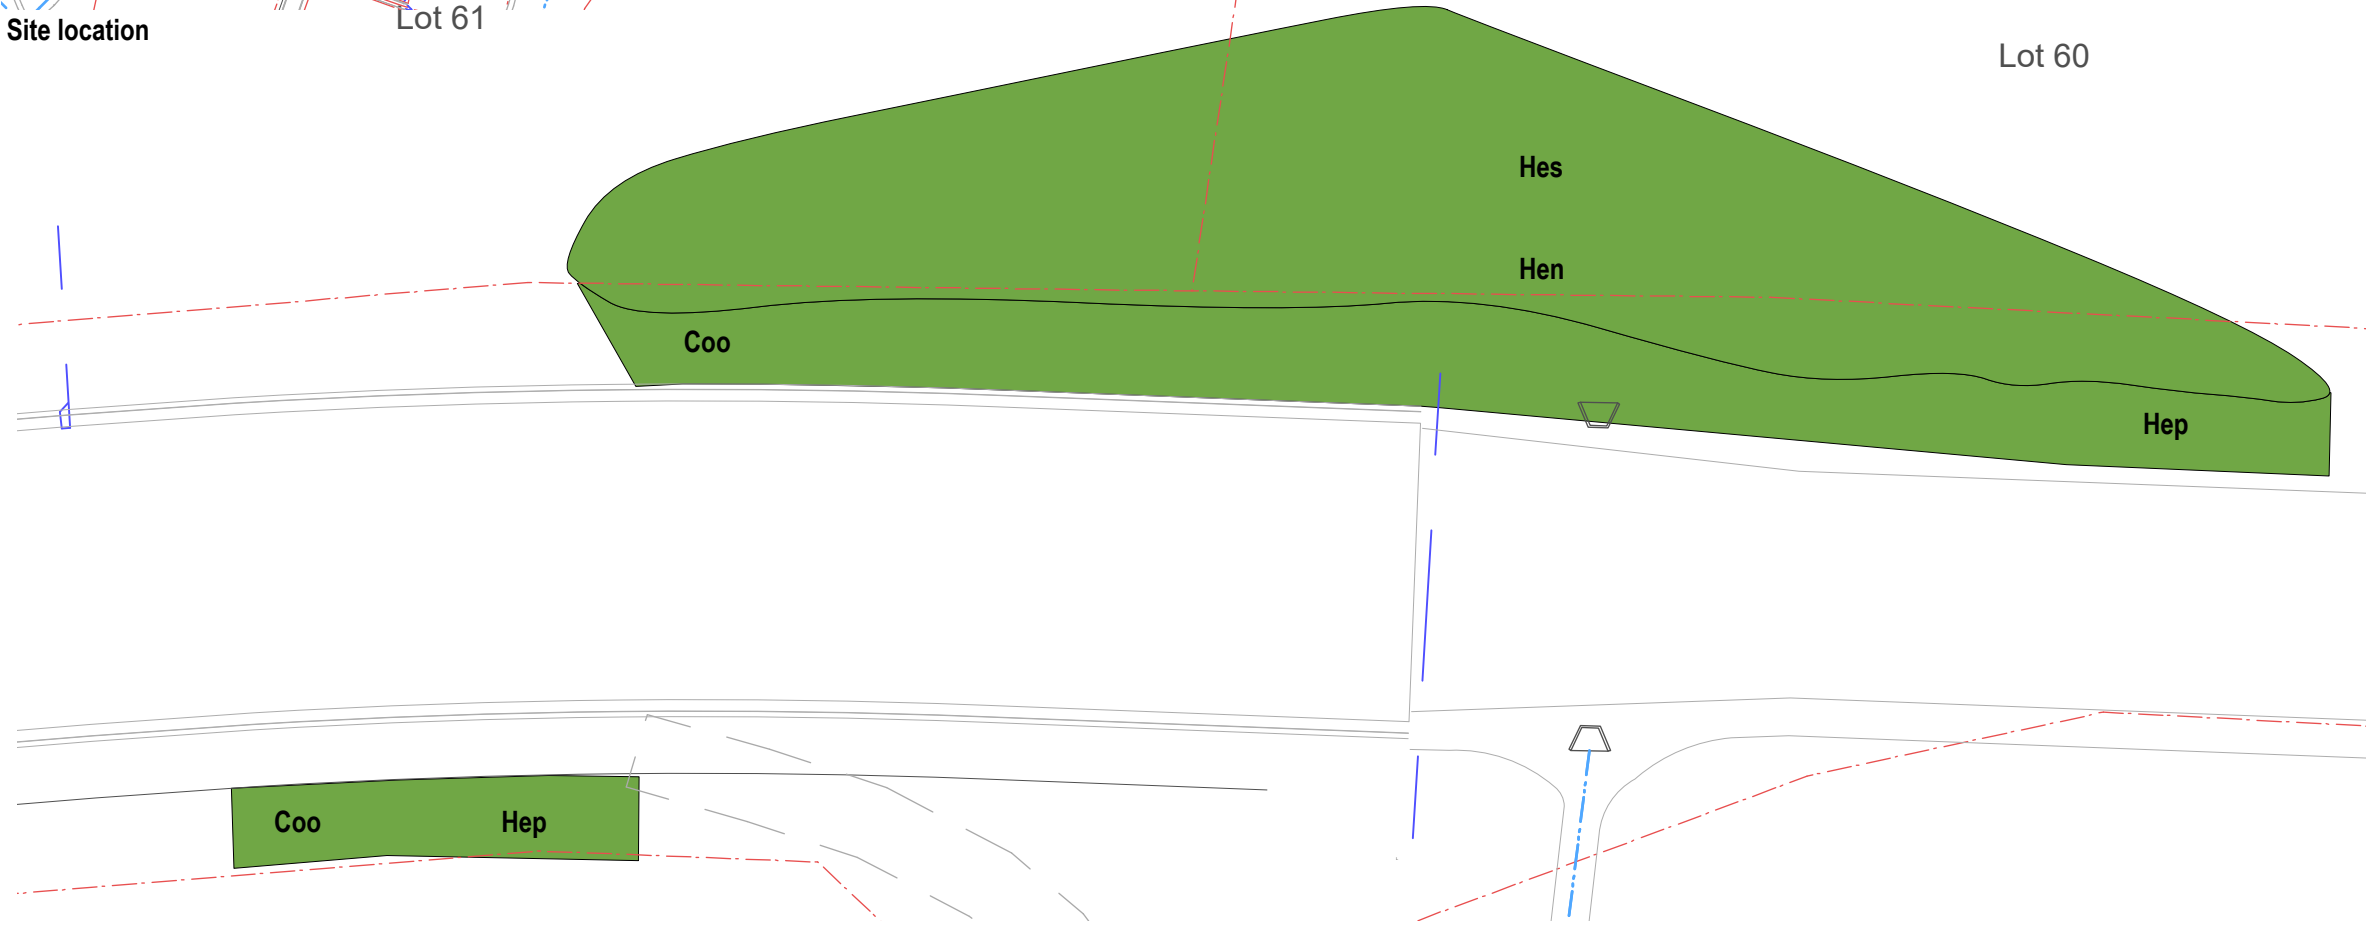 Lot 61
Site location
Lot 60
Hes
Hen
Coo
Hep
Coo Hep